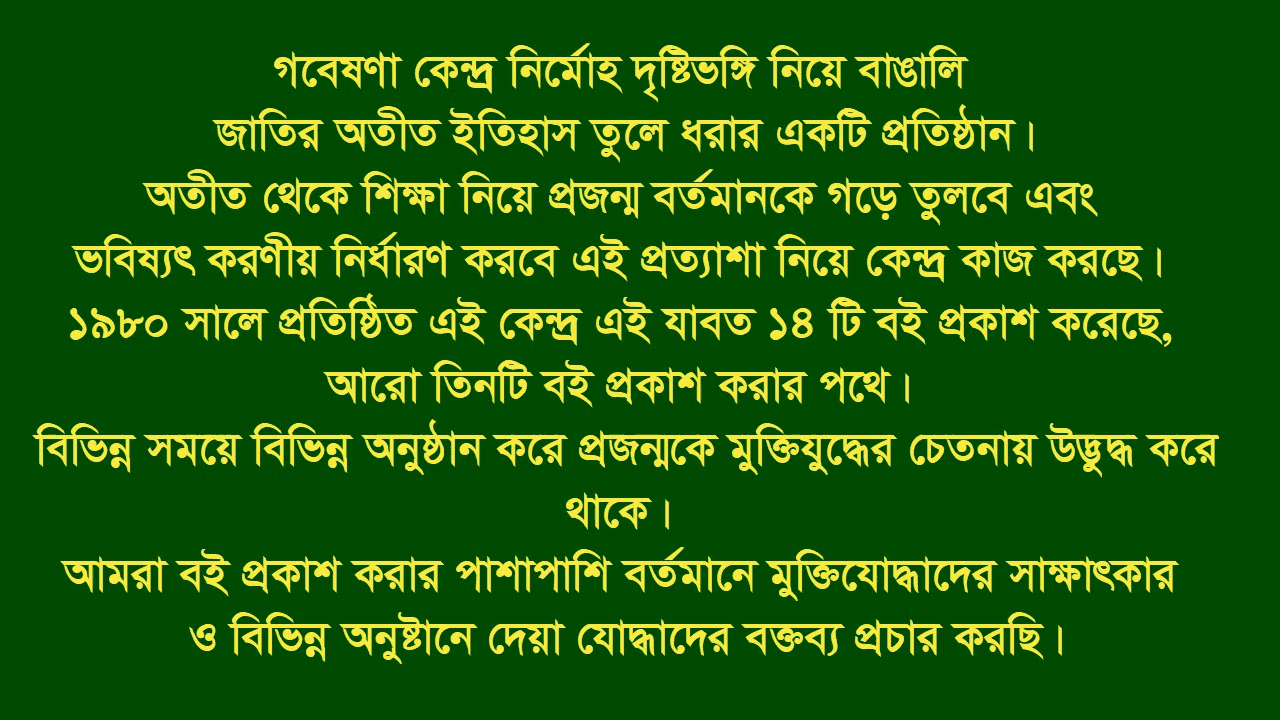 গবেষণা কেন্দ্র নির্মোহ দৃষ্টিভঙ্গি নিয়ে বাঙালি
জাতির অতীত ইতিহাস তুলে ধরার একটি প্রতিষ্ঠান।
অতীত থেকে শিক্ষা নিয়ে প্রজন্ম বর্তমানকে গড়ে তুলবে এবং
ভবিষ্যৎ করণীয় নির্ধারণ করবে এই প্রত্যাশা নিয়ে কেন্দ্র কাজ করছে।
১৯৮০ সালে প্রতিষ্ঠিত এই কেন্দ্র এই যাবত ১৪ টি বই প্রকাশ করেছে,
আরো তিনটি বই প্রকাশ করার পথে।
বিভিন্ন সময়ে বিভিন্ন অনুষ্ঠান করে প্রজন্মকে মুক্তিযুদ্ধের চেতনায় উদ্ভুদ্ধ করে
থাকে।
আমরা বই প্রকাশ করার পাশাপাশি বর্তমানে মুক্তিযোদ্ধাদের সাক্ষাৎকার
ও বিভিন্ন অনুষ্টানে দেয়া যোদ্ধাদের বক্তব্য প্রচার করছি।